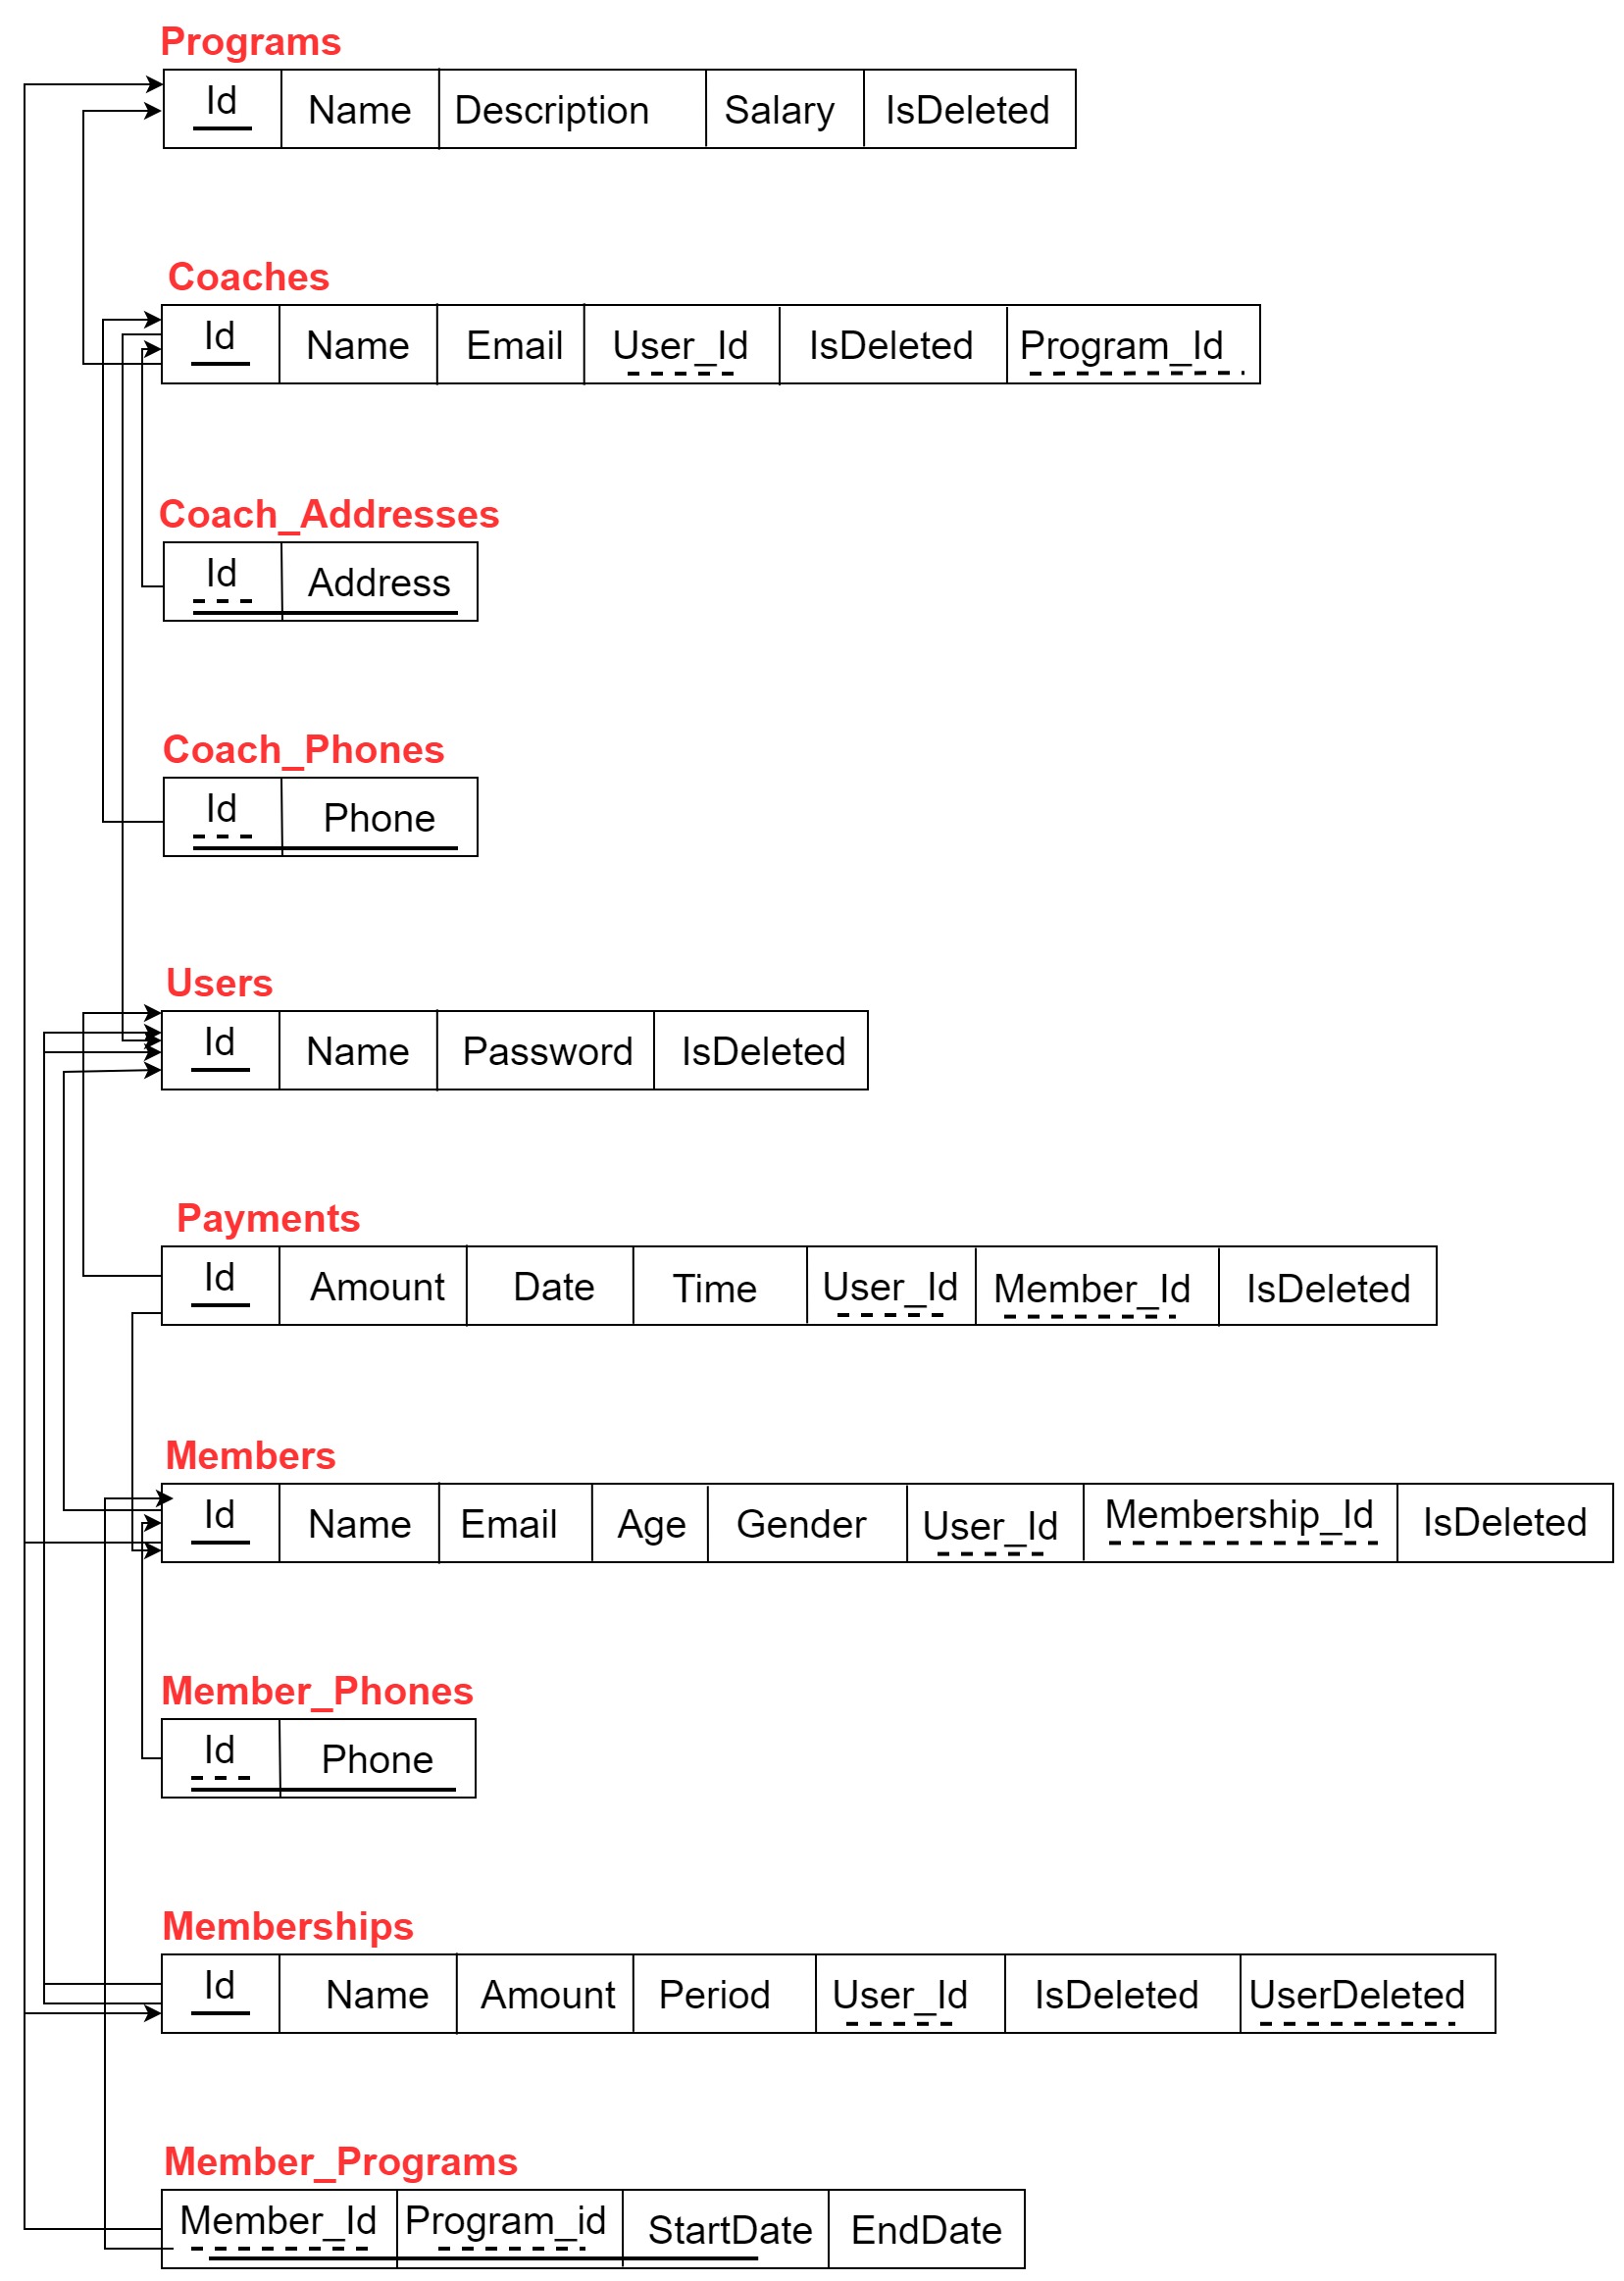 Programs
Id Name Description Salary IsDeleted
Coaches
Id Name Email User_Id IsDeleted Program_Id
Coach_Addresses
Id Address
Coach_Phones
Id Phone
Users
Id Name Password IsDeleted
Payments
Id Amount Date Time User_Id Member_Id IsDeleted
Members
Id Name Email Age Gender User_Id Membership_Id IsDeleted
Member_Phones
Id Phone
Memberships
Id Name Amount Period User_Id IsDeleted UserDeleted
Member_Programs
Member_Id Program_id StartDate EndDate